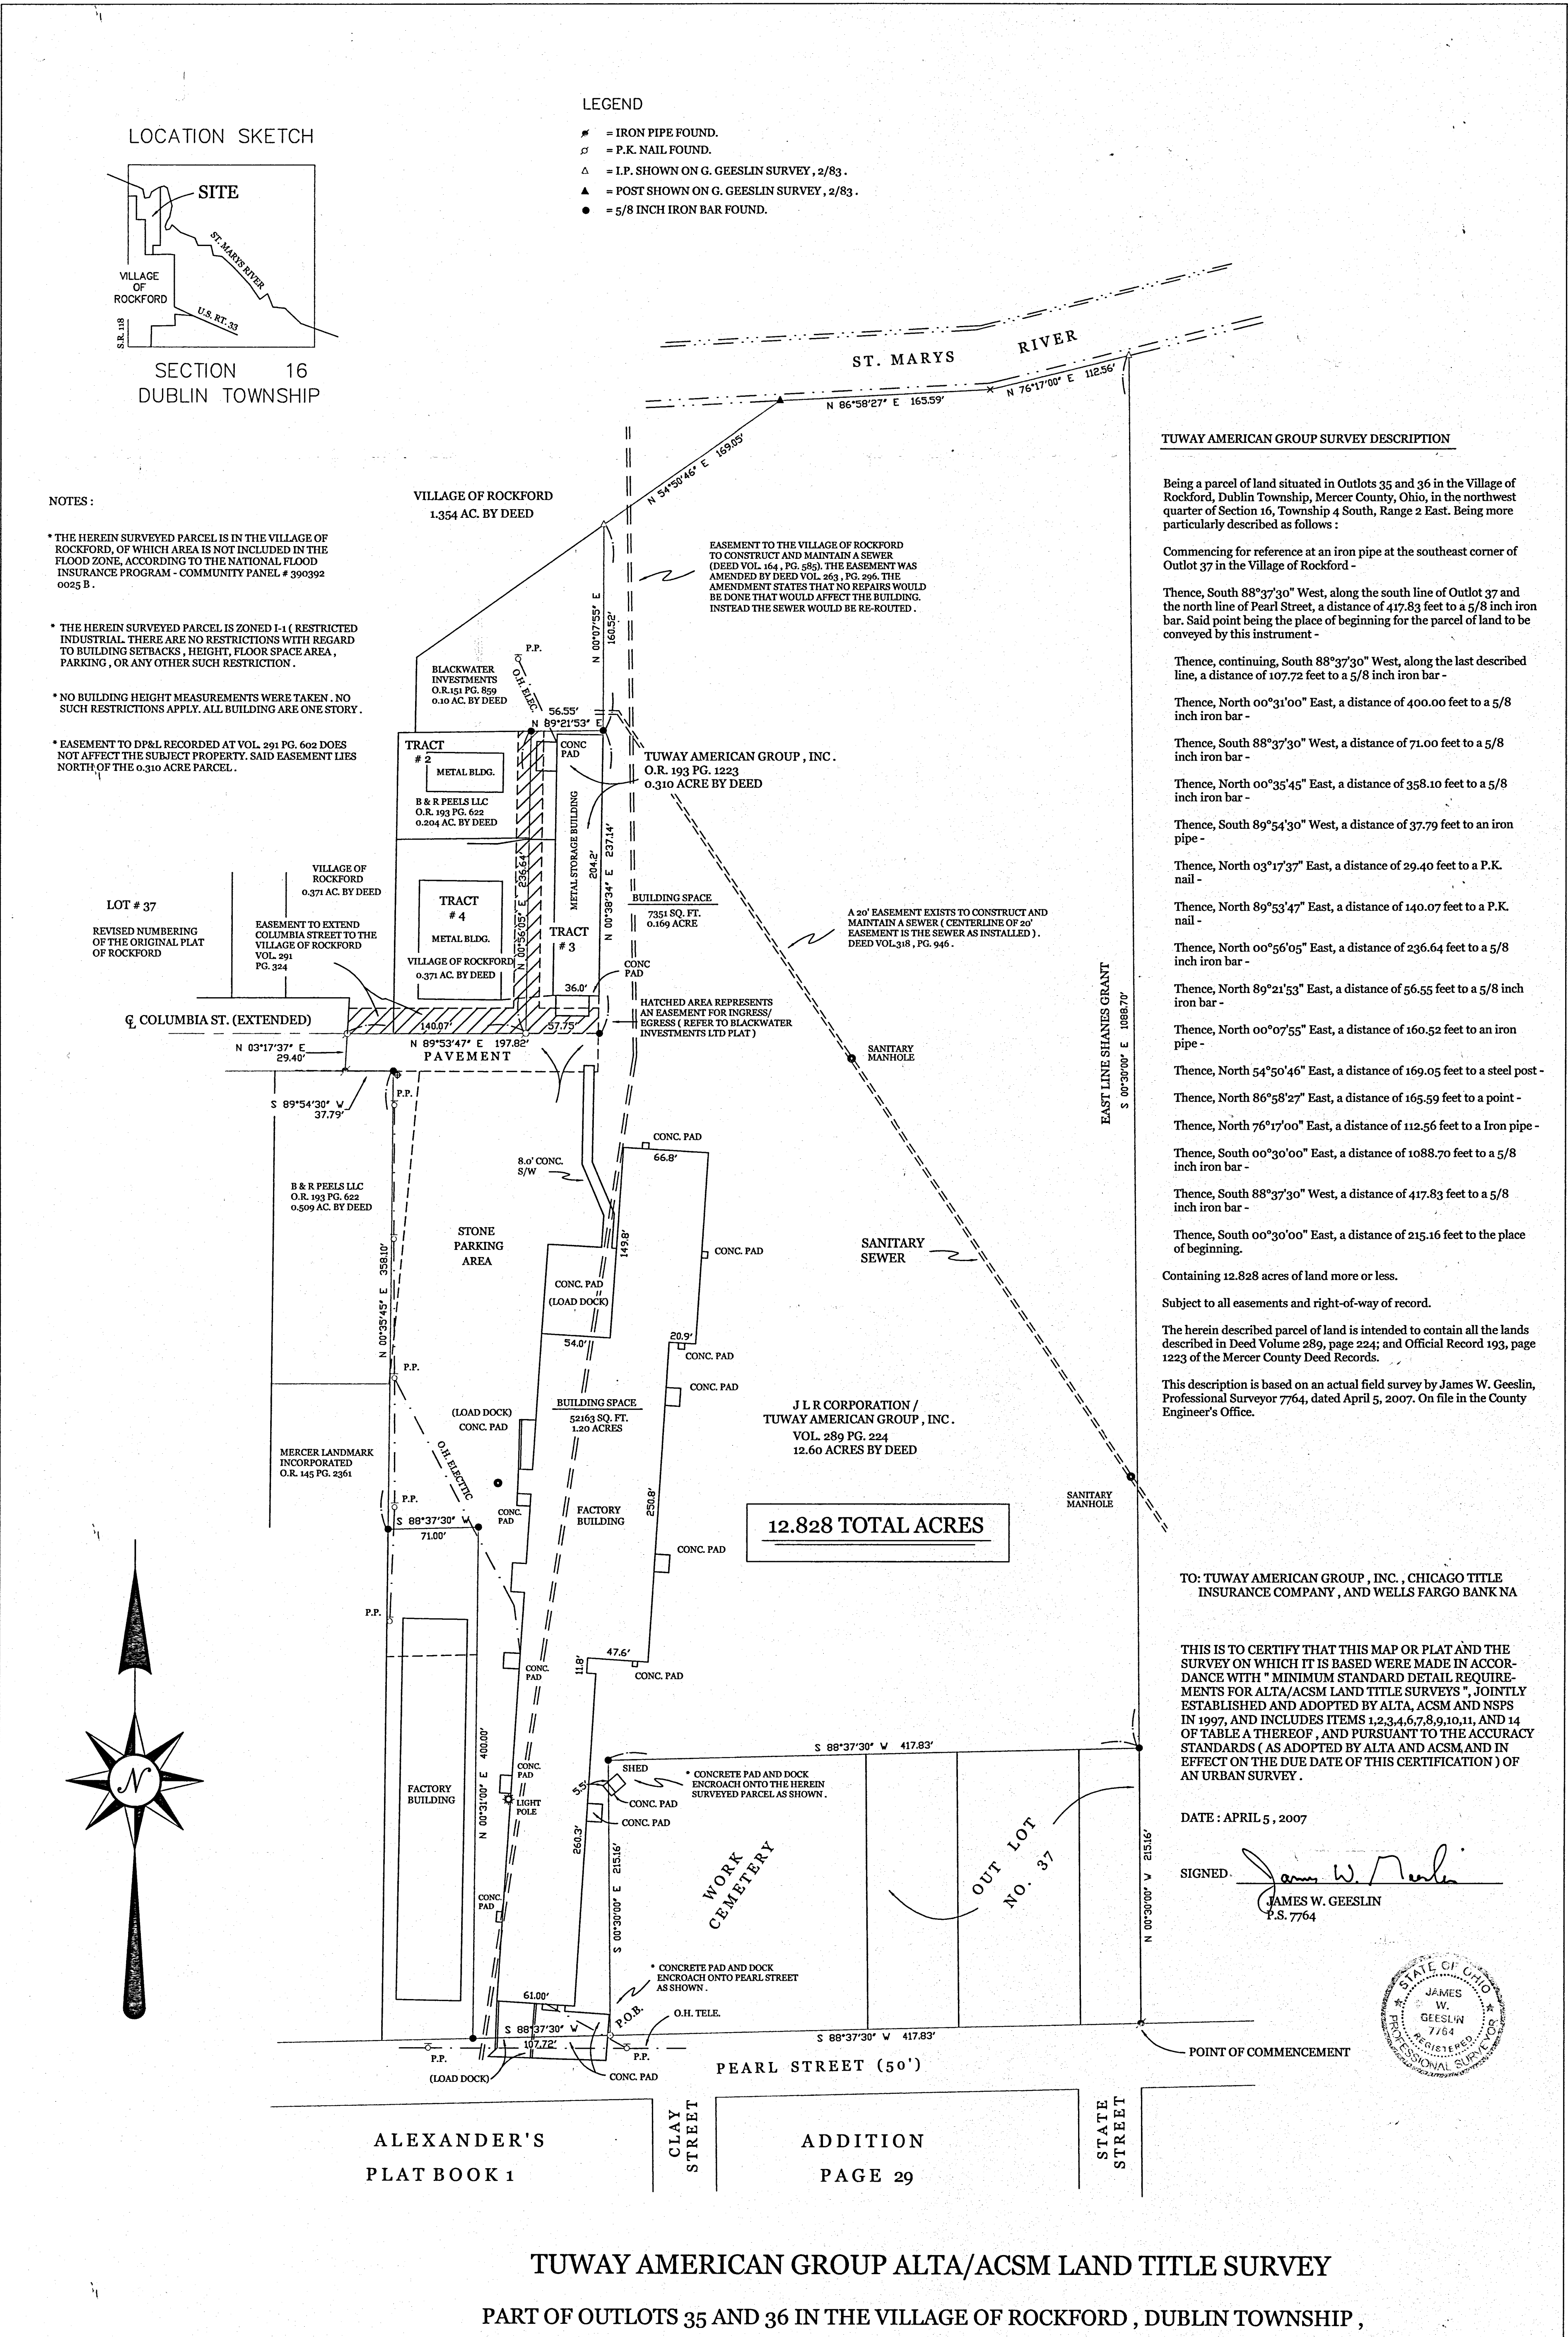 LEGEND
= IRON PIPE FOUND.
= P.K. NAIL FOUND.
= I.P. SHOWN ON G. GEESLIN SURVEY, 2/83 .
= POST SHOWN ON G. GEESLIN SURVEY, 2/83 .
= 5/8 INCH IRON BAR FOUND.
LOCATION SKETCH
SITE
ST. MARYS RIVER
VILLAGE
OF
ROCKFORD
U.S. RT. 33
S.R. 118
SECTION 16
DUBLIN TOWNSHIP
ST. MARYS RIVER
N 86°58'27" E 165.59'
N 76°17'00" E 112.56'
N 54°50'46" E 169.05'
NOTES :
* THE HEREIN SURVEYED PARCEL IS IN THE VILLAGE OF
ROCKFORD, OF WHICH AREA IS NOT INCLUDED IN THE
FLOOD ZONE, ACCORDING TO THE NATIONAL FLOOD
INSURANCE PROGRAM - COMMUNITY PANEL # 390392
0025 B .
* THE HEREIN SURVEYED PARCEL IS ZONED I-1 ( RESTRICTED
INDUSTRIAL. THERE ARE NO RESTRICTIONS WITH REGARD
TO BUILDING SETBACKS , HEIGHT, FLOOR SPACE AREA ,
PARKING , OR ANY OTHER SUCH RESTRICTION .
* NO BUILDING HEIGHT MEASUREMENTS WERE TAKEN . NO
SUCH RESTRICTIONS APPLY. ALL BUILDING ARE ONE STORY .
* EASEMENT TO DP&L RECORDED AT VOL. 291 PG. 602 DOES
NOT AFFECT THE SUBJECT PROPERTY. SAID EASEMENT LIES
NORTH OF THE 0.310 ACRE PARCEL .
VILLAGE OF ROCKFORD
1.354 AC. BY DEED
EASEMENT TO THE VILLAGE OF ROCKFORD
TO CONSTRUCT AND MAINTAIN A SEWER
(DEED VOL. 164 , PG. 585). THE EASEMENT WAS
AMENDED BY DEED VOL. 263 , PG. 296. THE
AMENDMENT STATES THAT NO REPAIRS WOULD
BE DONE THAT WOULD AFFECT THE BUILDING.
INSTEAD THE SEWER WOULD BE RE-ROUTED .
N 00°07'55" E
160.52'
P.P.
O.H. ELEC.
BLACKWATER
INVESTMENTS
O.R.151 PG. 859
0.10 AC. BY DEED
56.55'
N 89°21'53" E
TRACT
# 2
METAL BLDG.
CONC
PAD
TUWAY AMERICAN GROUP , INC .
O.R. 193 PG. 1223
0.310 ACRE BY DEED
B & R PEELS LLC
O.R. 193 PG. 622
0.204 AC. BY DEED
METAL STORAGE BUILDING
204.2'
N 00°38'34" E 237.14'
N 00°56'05" E 236.64'
BUILDING SPACE
7351 SQ. FT.
0.169 ACRE
VILLAGE OF
ROCKFORD
0.371 AC. BY DEED
TRACT
# 4
METAL BLDG.
VILLAGE OF ROCKFORD
0.371 AC. BY DEED
TRACT
# 3
LOT # 37
REVISED NUMBERING
OF THE ORIGINAL PLAT
OF ROCKFORD
EASEMENT TO EXTEND
COLUMBIA STREET TO THE
VILLAGE OF ROCKFORD
VOL. 291
PG. 324
CONC
PAD
36.0'
A 20' EASEMENT EXISTS TO CONSTRUCT AND
MAINTAIN A SEWER ( CENTERLINE OF 20'
EASEMENT IS THE SEWER AS INSTALLED ) .
DEED VOL.318 , PG. 946 .
HATCHED AREA REPRESENTS
AN EASEMENT FOR INGRESS/
EGRESS ( REFER TO BLACKWATER
INVESTMENTS LTD PLAT )
℄ COLUMBIA ST. (EXTENDED)
140.07'
57.75'
N 89°53'47" E 197.82'
PAVEMENT
N 03°17'37" E
29.40'
S 89°54'30" W
37.79'
P.P.
SANITARY
MANHOLE
EAST LINE SHANES GRANT
S 00°30'00" E 1088.70'
B & R PEELS LLC
O.R. 193 PG. 622
0.509 AC. BY DEED
8.0' CONC.
S/W
CONC. PAD
66.8'
STONE
PARKING
AREA
149.8'
CONC. PAD
SANITARY
SEWER
CONC. PAD
(LOAD DOCK)
54.0'
20.9'
CONC. PAD
N 00°35'45" E 358.10'
P.P.
CONC. PAD
BUILDING SPACE
52163 SQ. FT.
1.20 ACRES
J L R CORPORATION /
TUWAY AMERICAN GROUP , INC .
VOL. 289 PG. 224
12.60 ACRES BY DEED
(LOAD DOCK)
CONC. PAD
O.H. ELECTTIC
MERCER LANDMARK
INCORPORATED
O.R. 145 PG. 2361
P.P.
S 88°37'30" W
71.00'
CONC.
PAD
FACTORY
BUILDING
250.8'
CONC. PAD
12.828 TOTAL ACRES
SANITARY
MANHOLE
P.P.
CONC.
PAD
11.8'
47.6'
CONC. PAD
N 00°31'00" E 400.00'
FACTORY
BUILDING
CONC.
PAD
LIGHT
POLE
CONC.
PAD
260.3'
5.5'
SHED
CONC. PAD
CONC. PAD
* CONCRETE PAD AND DOCK
ENCROACH ONTO THE HEREIN
SURVEYED PARCEL AS SHOWN .
S 88°37'30" W 417.83'
S 00°30'00" E 215.16'
WORK
CEMETERY
OUT LOT
NO. 37
N 00°30'00" W 215.16'
* CONCRETE PAD AND DOCK
ENCROACH ONTO PEARL STREET
AS SHOWN .
P.O.B.
O.H. TELE.
61.00'
S 88°37'30" W
107.72'
S 88°37'30" W 417.83'
P.P.
P.P.
(LOAD DOCK)
CONC. PAD
PEARL STREET (50')
POINT OF COMMENCEMENT
CLAY
STREET
STATE
STREET
ALEXANDER'S ADDITION
PLAT BOOK 1 PAGE 29
N
TUWAY AMERICAN GROUP SURVEY DESCRIPTION
Being a parcel of land situated in Outlots 35 and 36 in the Village of
Rockford, Dublin Township, Mercer County, Ohio, in the northwest
quarter of Section 16, Township 4 South, Range 2 East. Being more
particularly described as follows :
Commencing for reference at an iron pipe at the southeast corner of
Outlot 37 in the Village of Rockford -
Thence, South 88°37'30" West, along the south line of Outlot 37 and
the north line of Pearl Street, a distance of 417.83 feet to a 5/8 inch iron
bar. Said point being the place of beginning for the parcel of land to be
conveyed by this instrument -
Thence, continuing, South 88°37'30" West, along the last described
line, a distance of 107.72 feet to a 5/8 inch iron bar -
Thence, North 00°31'00" East, a distance of 400.00 feet to a 5/8
inch iron bar -
Thence, South 88°37'30" West, a distance of 71.00 feet to a 5/8
inch iron bar -
Thence, North 00°35'45" East, a distance of 358.10 feet to a 5/8
inch iron bar -
Thence, South 89°54'30" West, a distance of 37.79 feet to an iron
pipe -
Thence, North 03°17'37" East, a distance of 29.40 feet to a P.K.
nail -
Thence, North 89°53'47" East, a distance of 140.07 feet to a P.K.
nail -
Thence, North 00°56'05" East, a distance of 236.64 feet to a 5/8
inch iron bar -
Thence, North 89°21'53" East, a distance of 56.55 feet to a 5/8 inch
iron bar -
Thence, North 00°07'55" East, a distance of 160.52 feet to an iron
pipe -
Thence, North 54°50'46" East, a distance of 169.05 feet to a steel post -
Thence, North 86°58'27" East, a distance of 165.59 feet to a point -
Thence, North 76°17'00" East, a distance of 112.56 feet to a Iron pipe -
Thence, South 00°30'00" East, a distance of 1088.70 feet to a 5/8
inch iron bar -
Thence, South 88°37'30" West, a distance of 417.83 feet to a 5/8
inch iron bar -
Thence, South 00°30'00" East, a distance of 215.16 feet to the place
of beginning.
Containing 12.828 acres of land more or less.
Subject to all easements and right-of-way of record.
The herein described parcel of land is intended to contain all the lands
described in Deed Volume 289, page 224; and Official Record 193, page
1223 of the Mercer County Deed Records.
This description is based on an actual field survey by James W. Geeslin,
Professional Surveyor 7764, dated April 5, 2007. On file in the County
Engineer's Office.
TO: TUWAY AMERICAN GROUP , INC. , CHICAGO TITLE
INSURANCE COMPANY , AND WELLS FARGO BANK NA
THIS IS TO CERTIFY THAT THIS MAP OR PLAT AND THE
SURVEY ON WHICH IT IS BASED WERE MADE IN ACCOR-
DANCE WITH " MINIMUM STANDARD DETAIL REQUIRE-
MENTS FOR ALTA/ACSM LAND TITLE SURVEYS ", JOINTLY
ESTABLISHED AND ADOPTED BY ALTA, ACSM AND NSPS
IN 1997, AND INCLUDES ITEMS 1,2,3,4,6,7,8,9,10,11, AND 14
OF TABLE A THEREOF , AND PURSUANT TO THE ACCURACY
STANDARDS ( AS ADOPTED BY ALTA AND ACSM,AND IN
EFFECT ON THE DUE DATE OF THIS CERTIFICATION ) OF
AN URBAN SURVEY .
DATE : APRIL 5 , 2007
SIGNED. James W. Geeslin
JAMES W. GEESLIN
P.S. 7764
STATE OF OHIO
JAMES
W.
GEESLIN
7764
REGISTERED
PROFESSIONAL SURVEYOR
TUWAY AMERICAN GROUP ALTA/ACSM LAND TITLE SURVEY
PART OF OUTLOTS 35 AND 36 IN THE VILLAGE OF ROCKFORD , DUBLIN TOWNSHIP ,